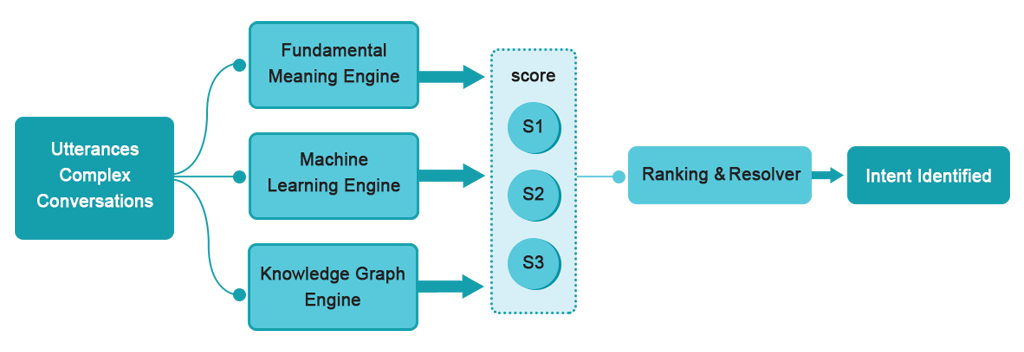 Utterances
Complex
Conversations
Fundamental
Meaning Engine
Machine
Learning Engine
Knowledge Graph
Engine
score
S1
S2
S3
Ranking & Resolver
Intent Identified